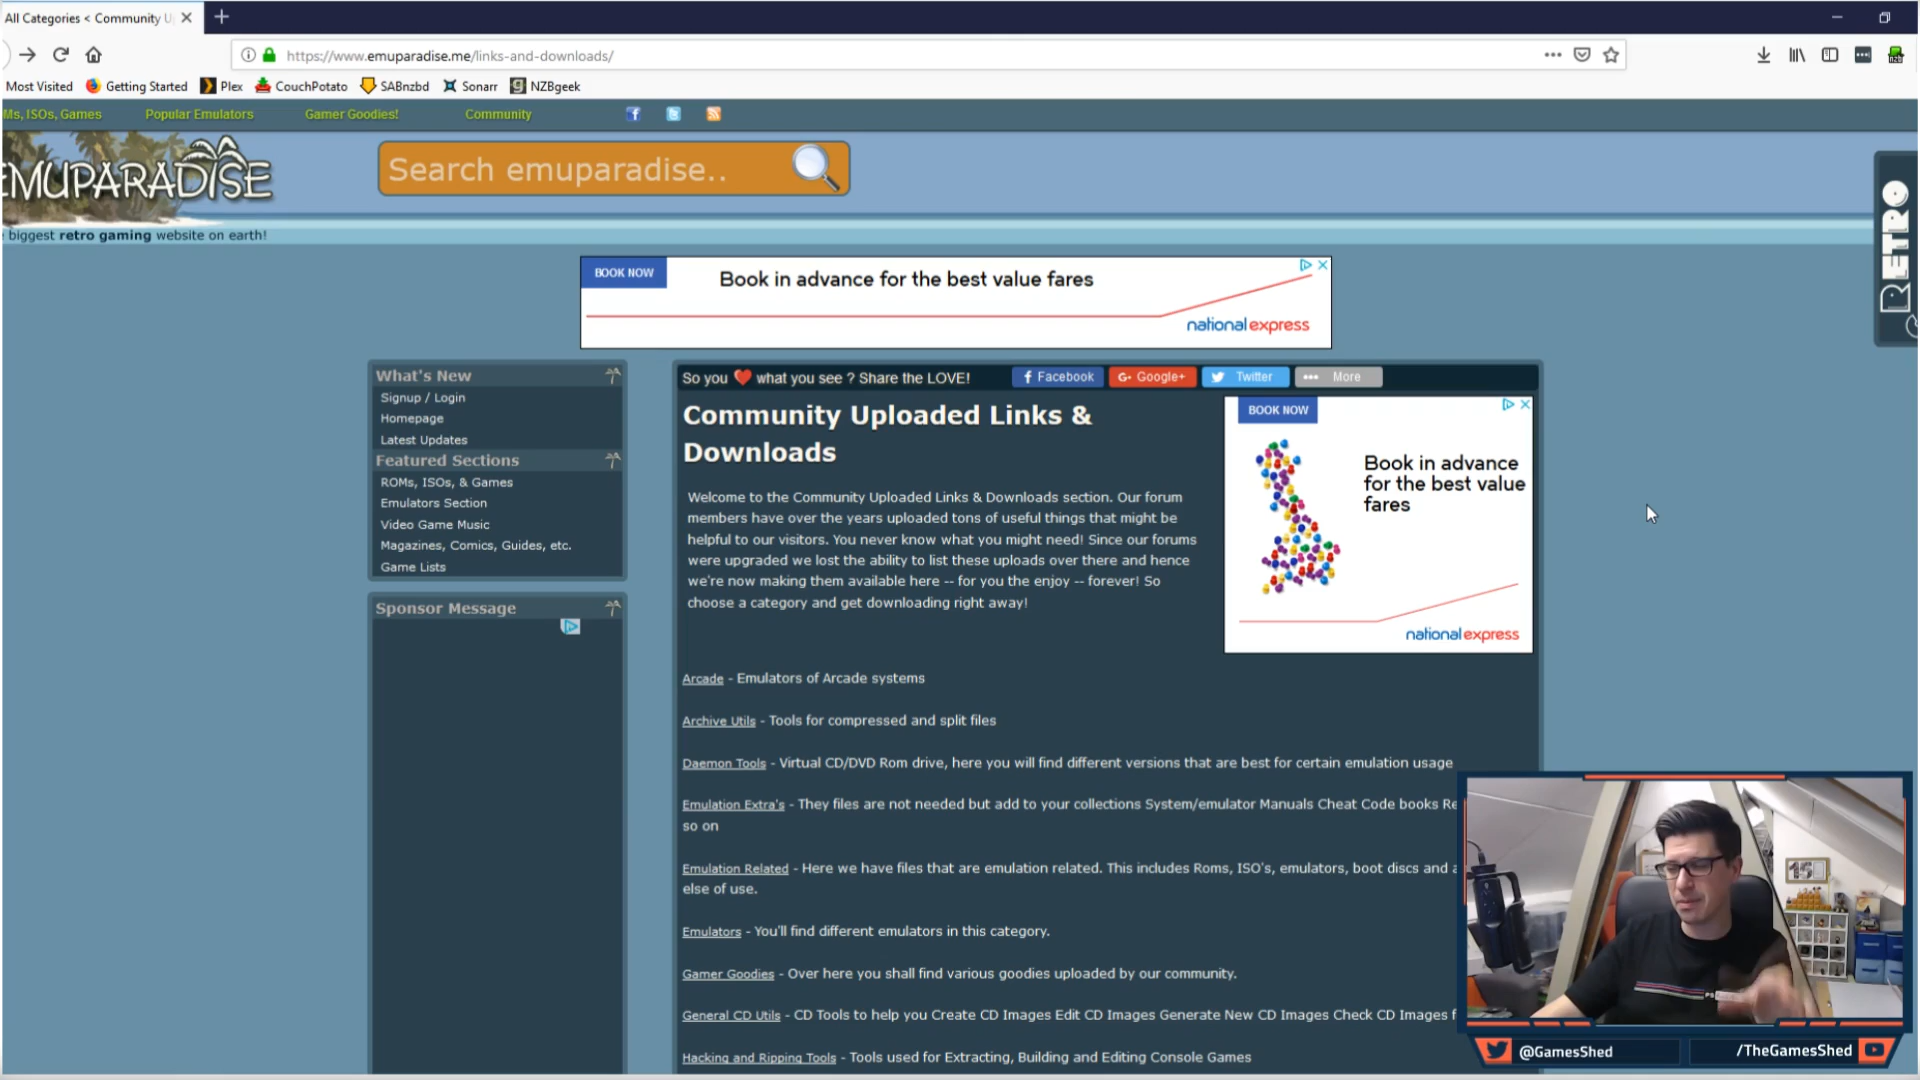 All Categories < Community U
https://www.emuparadise.me/links-and-downloads/
Most Visited Getting Started Plex CouchPotato SABnzbd Sonarr NZBgeek
Ms, ISOs, Games Popular Emulators Gamer Goodies! Community
EMUPARADISE
Search emuparadise..
biggest retro gaming website on earth!
RETRO
BOOK NOW
Book in advance for the best value fares
national express
What's New
Signup / Login
Homepage
Latest Updates
Featured Sections
ROMs, ISOs, & Games
Emulators Section
Video Game Music
Magazines, Comics, Guides, etc.
Game Lists
Sponsor Message
So you ❤ what you see ? Share the LOVE! Facebook G+ Google+ Twitter More
Community Uploaded Links &
Downloads
Welcome to the Community Uploaded Links & Downloads section. Our forum
members have over the years uploaded tons of useful things that might be
helpful to our visitors. You never know what you might need! Since our forums
were upgraded we lost the ability to list these uploads over there and hence
we're now making them available here -- for you the enjoy -- forever! So
choose a category and get downloading right away!
BOOK NOW
Book in advance
for the best value
fares
national express
Arcade - Emulators of Arcade systems
Archive Utils - Tools for compressed and split files
Daemon Tools - Virtual CD/DVD Rom drive, here you will find different versions that are best for certain emulation usage
Emulation Extra's - They files are not needed but add to your collections System/emulator Manuals Cheat Code books Re
so on
Emulation Related - Here we have files that are emulation related. This includes Roms, ISO's, emulators, boot discs and a
else of use.
Emulators - You'll find different emulators in this category.
Gamer Goodies - Over here you shall find various goodies uploaded by our community.
General CD Utils - CD Tools to help you Create CD Images Edit CD Images Generate New CD Images Check CD Images f
Hacking and Ripping Tools - Tools used for Extracting, Building and Editing Console Games
@GamesShed
/TheGamesShed